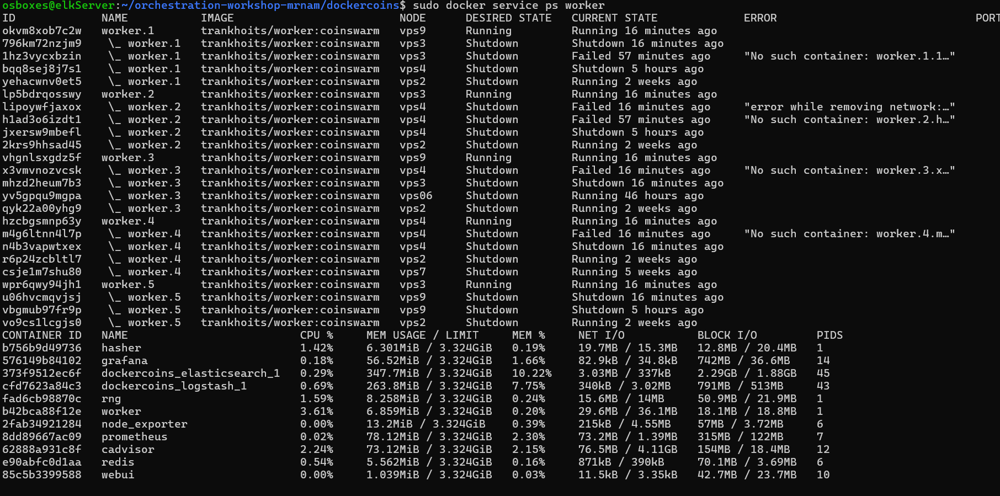 osboxes@elkServer:~/orchestration-workshop-mrnam/dockercoins$ sudo docker service ps worker
ID             NAME           IMAGE                         NODE      DESIRED STATE   CURRENT STATE             ERROR                              PORT
okvm8xob7c2w   worker.1       trankhoits/worker:coinswarm   vps9      Running         Running 16 minutes ago
796km72nzjm9    \_ worker.1   trankhoits/worker:coinswarm   vps3      Shutdown        Shutdown 16 minutes ago
1hz3vycxbzin    \_ worker.1   trankhoits/worker:coinswarm   vps3      Shutdown        Failed 57 minutes ago     "No such container: worker.1.1…"
bqq8sej8j7s1    \_ worker.1   trankhoits/worker:coinswarm   vps4      Shutdown        Shutdown 5 hours ago
yehacwnv0et5    \_ worker.1   trankhoits/worker:coinswarm   vps2      Shutdown        Running 2 weeks ago
lp5bdrqosswy   worker.2       trankhoits/worker:coinswarm   vps3      Running         Running 16 minutes ago
lipoywfjaxox    \_ worker.2   trankhoits/worker:coinswarm   vps4      Shutdown        Failed 16 minutes ago     "error while removing network:…"
h1ad3o6izdt1    \_ worker.2   trankhoits/worker:coinswarm   vps4      Shutdown        Failed 57 minutes ago     "No such container: worker.2.h…"
jxersw9mbefl    \_ worker.2   trankhoits/worker:coinswarm   vps4      Shutdown        Shutdown 5 hours ago
2krs9hhsad45    \_ worker.2   trankhoits/worker:coinswarm   vps2      Shutdown        Running 2 weeks ago
vhgnlsxgdz5f   worker.3       trankhoits/worker:coinswarm   vps9      Running         Running 16 minutes ago
x3vmvnozvcsk    \_ worker.3   trankhoits/worker:coinswarm   vps4      Shutdown        Failed 16 minutes ago     "No such container: worker.3.x…"
mhzd2heum7b3    \_ worker.3   trankhoits/worker:coinswarm   vps3      Shutdown        Shutdown 16 minutes ago
yv5gpqu9mgpa    \_ worker.3   trankhoits/worker:coinswarm   vps06     Shutdown        Running 46 hours ago
qyk22a00yhg9    \_ worker.3   trankhoits/worker:coinswarm   vps2      Shutdown        Running 2 weeks ago
hzcbgsmnp63y   worker.4       trankhoits/worker:coinswarm   vps4      Running         Running 16 minutes ago
m4g6ltnn4l7p    \_ worker.4   trankhoits/worker:coinswarm   vps4      Shutdown        Failed 16 minutes ago     "No such container: worker.4.m…"
n4b3vapwtxex    \_ worker.4   trankhoits/worker:coinswarm   vps4      Shutdown        Shutdown 16 minutes ago
r6p24zcbltl7    \_ worker.4   trankhoits/worker:coinswarm   vps2      Shutdown        Running 2 weeks ago
csje1m7shu80    \_ worker.4   trankhoits/worker:coinswarm   vps7      Shutdown        Running 5 weeks ago
wpr6qwy94jh1   worker.5       trankhoits/worker:coinswarm   vps3      Running         Running 16 minutes ago
u06hvcmqvjsj    \_ worker.5   trankhoits/worker:coinswarm   vps9      Shutdown        Shutdown 16 minutes ago
vbgmub97fr9p    \_ worker.5   trankhoits/worker:coinswarm   vps9      Shutdown        Shutdown 5 hours ago
vo9cs1lcgjs0    \_ worker.5   trankhoits/worker:coinswarm   vps2      Shutdown        Running 2 weeks ago
CONTAINER ID   NAME                          CPU %     MEM USAGE / LIMIT     MEM %     NET I/O           BLOCK I/O         PIDS
b756b9d49736   hasher                        1.42%     6.301MiB / 3.324GiB   0.19%     19.7MB / 15.3MB   12.8MB / 20.4MB   1
576149b84102   grafana                       0.18%     56.52MiB / 3.324GiB   1.66%     82.9kB / 34.8kB   742MB / 36.6MB    14
373f9512ec6f   dockercoins_elasticsearch_1   0.29%     347.7MiB / 3.324GiB   10.22%    3.03MB / 337kB    2.29GB / 1.88GB   45
cfd7623a84c3   dockercoins_logstash_1        0.69%     263.8MiB / 3.324GiB   7.75%     340kB / 3.02MB    791MB / 513MB     43
fad6cb98870c   rng                           1.59%     8.258MiB / 3.324GiB   0.24%     15.6MB / 14MB     50.9MB / 21.9MB   1
b42bca88f12e   worker                        3.61%     6.859MiB / 3.324GiB   0.20%     29.6MB / 36.1MB   18.1MB / 18.8MB   1
2fab34921284   node_exporter                 0.00%     13.2MiB / 3.324GiB    0.39%     215kB / 4.55MB    57MB / 3.72MB     6
8dd89667ac09   prometheus                    0.02%     78.12MiB / 3.324GiB   2.30%     73.2MB / 1.39MB   315MB / 122MB     7
62888a931c8f   cadvisor                      2.24%     73.12MiB / 3.324GiB   2.15%     76.5MB / 4.11GB   154MB / 18.4MB    12
e90abfc0d1aa   redis                         0.54%     5.562MiB / 3.324GiB   0.16%     871kB / 390kB     70.1MB / 3.69MB   6
85c5b3399588   webui                         0.00%     1.039MiB / 3.324GiB   0.03%     11.5kB / 3.35kB   42.7MB / 23.7MB   10